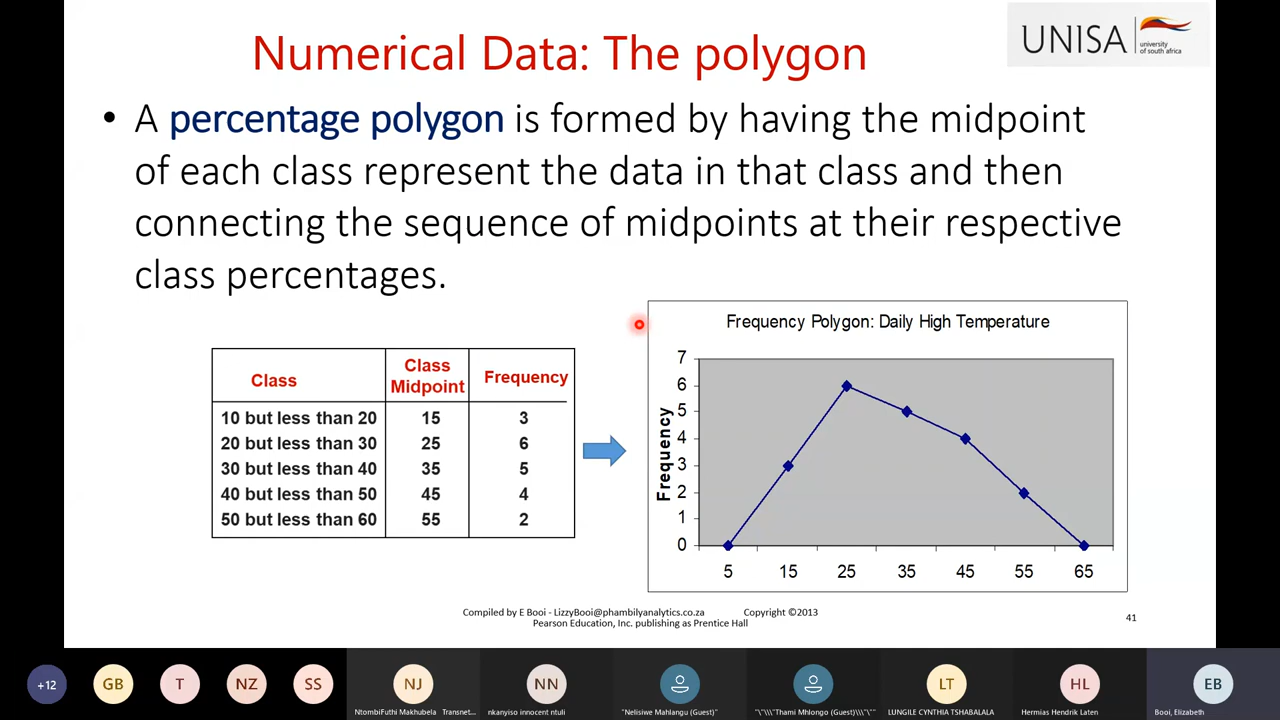 Numerical Data: The polygon
UNISA
university
of south africa
• A percentage polygon is formed by having the midpoint
of each class represent the data in that class and then
connecting the sequence of midpoints at their respective
class percentages.
Class Class Midpoint Frequency
10 but less than 20 15 3
20 but less than 30 25 6
30 but less than 40 35 5
40 but less than 50 45 4
50 but less than 60 55 2
Frequency Polygon: Daily High Temperature
Frequency
7
6
5
4
3
2
1
0
5 15 25 35 45 55 65
Compiled by E Booi - LizzyBooi@phambilyanalytics.co.za Copyright ©2013
Pearson Education, Inc. publishing as Prentice Hall
41
+12 GB T NZ SS NJ NN LT HL EB
NtombiFuthi Makhubela Transnet... nkanyiso innocent ntuli "Nelisiwe Mahlangu (Guest)" "\"\\\"Thami Mhlongo (Guest)\\\"\"" LUNGILE CYNTHIA TSHABALALA Hermias Hendrik Laten Booi, Elizabeth